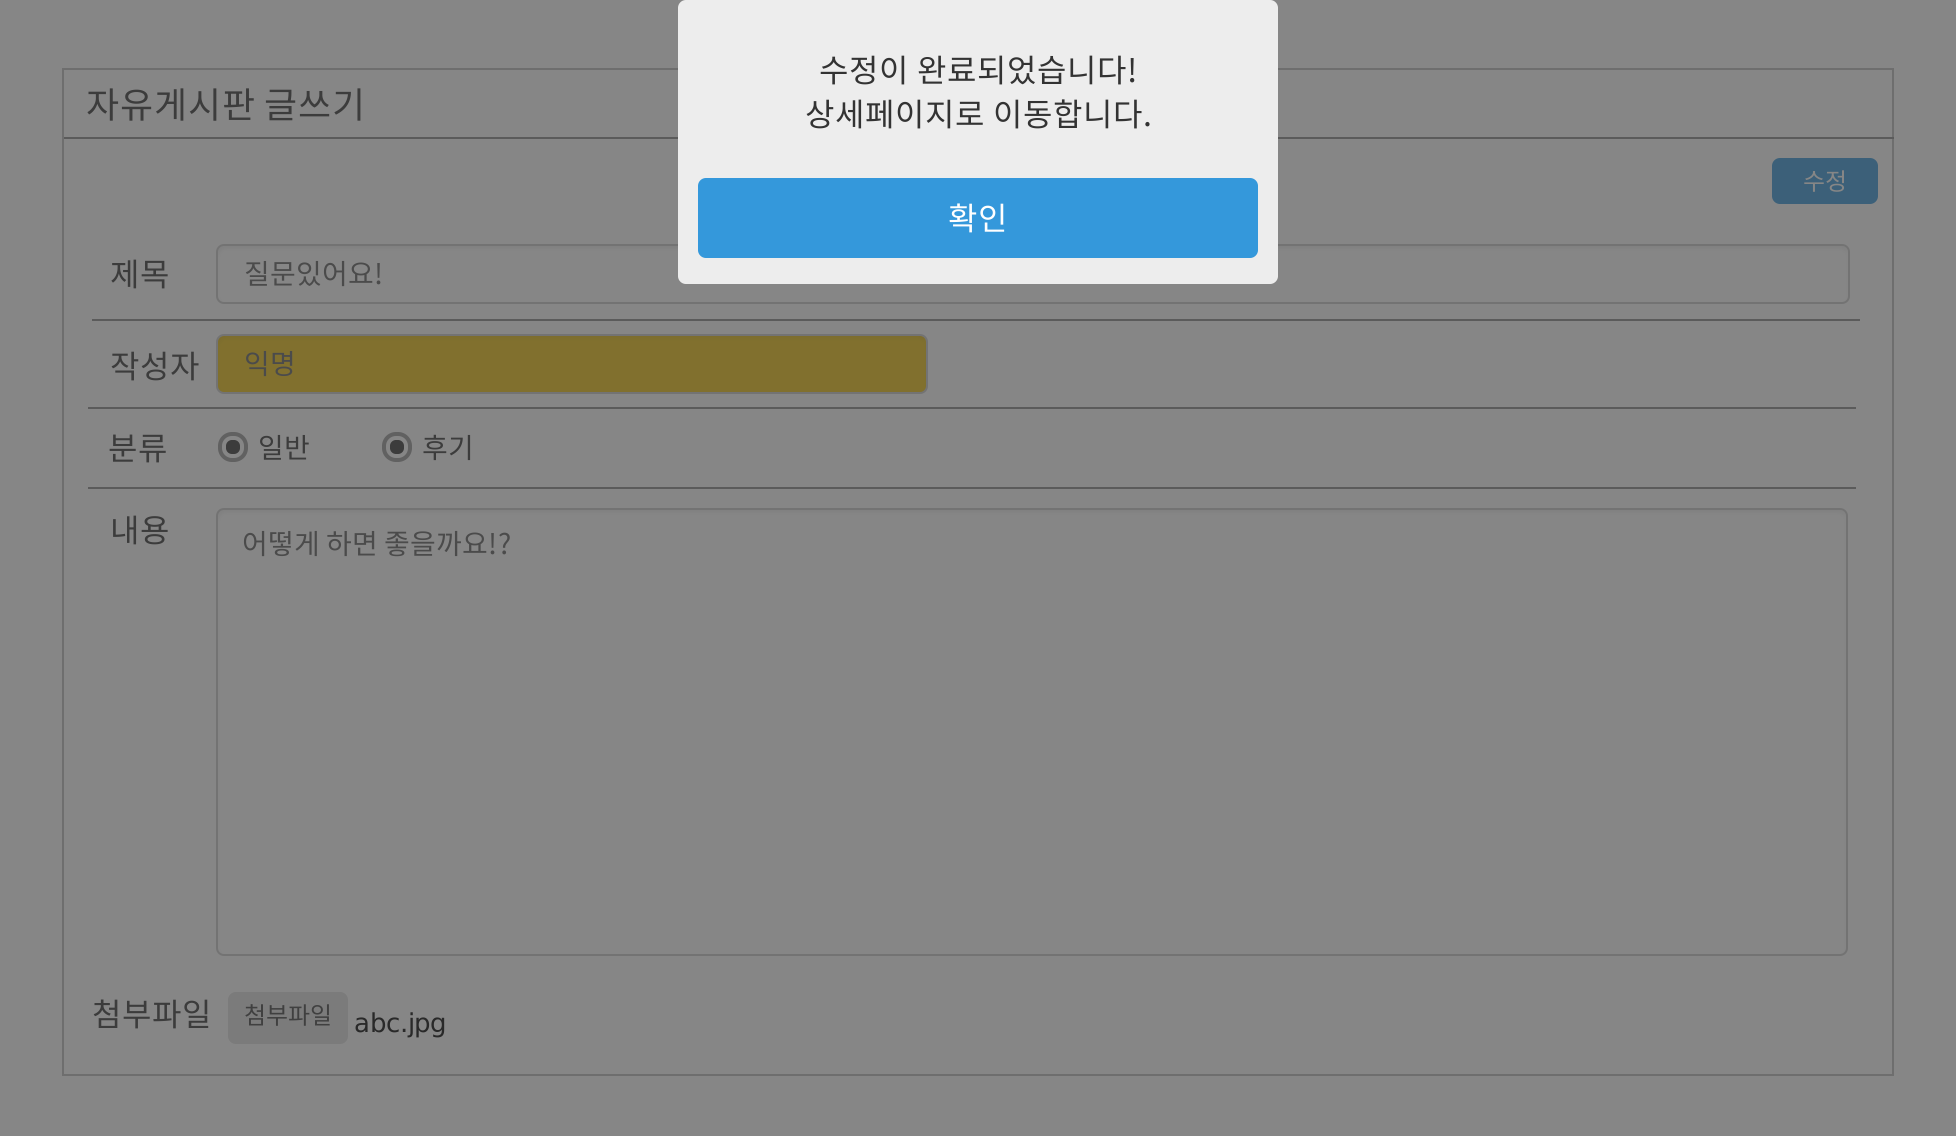 수정이 완료되었습니다!
상세페이지로 이동합니다.
확인
자유게시판 글쓰기
수정
제목 질문있어요!
작성자 익명
분류 일반 후기
내용 어떻게 하면 좋을까요!?
첨부파일 첨부파일 abc.jpg